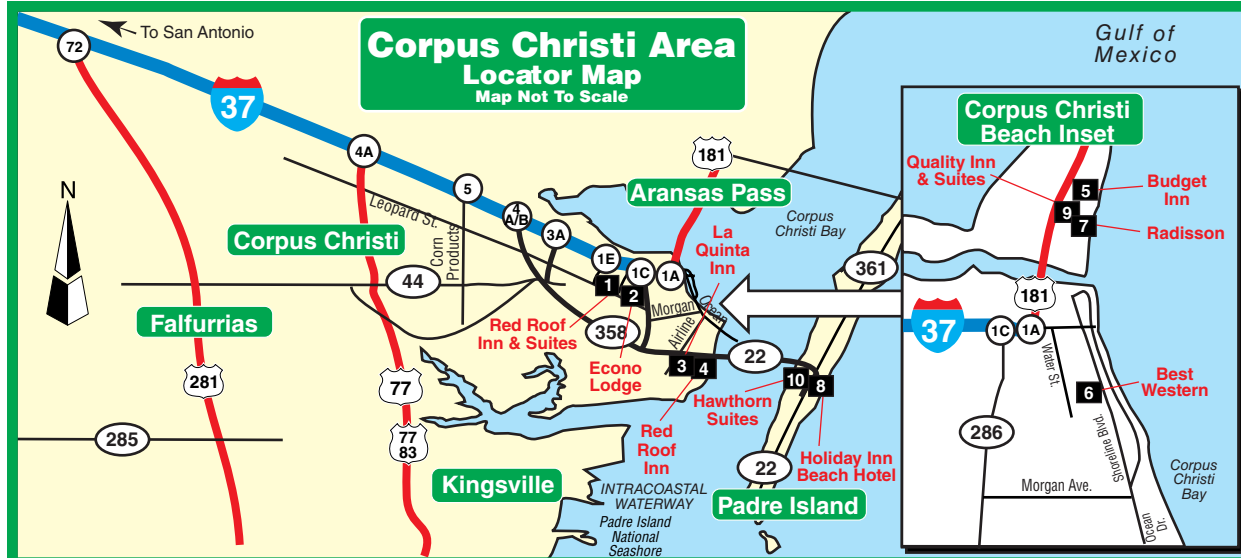 To San Antonio
72
Corpus Christi Area
Locator Map
Map Not To Scale
Gulf of
Mexico
37
4A
5
4
A/B
3A
1E
1C
1A
181
Aransas Pass
Leopard St.
Corn
Products
Corpus Christi
Corpus
Christi Bay
La
Quinta
Inn
N
44
361
1
2
Morgan
Ocean
Airline
Falfurrias
Red Roof
Inn & Suites
358
22
Econo
Lodge
3
4
10
8
281
77
Hawthorn
Suites
285
77
83
Red
Roof
Inn
Holiday Inn
Beach Hotel
22
Kingsville
INTRACOASTAL
WATERWAY
Padre Island
Padre Island
National
Seashore
Corpus Christi
Beach Inset
Quality Inn
& Suites
5
Budget
Inn
9
7
Radisson
181
37
1C
1A
Water St.
6
Best
Western
286
Shoreline Blvd.
Corpus
Christi
Bay
Morgan Ave.
Ocean
Dr.